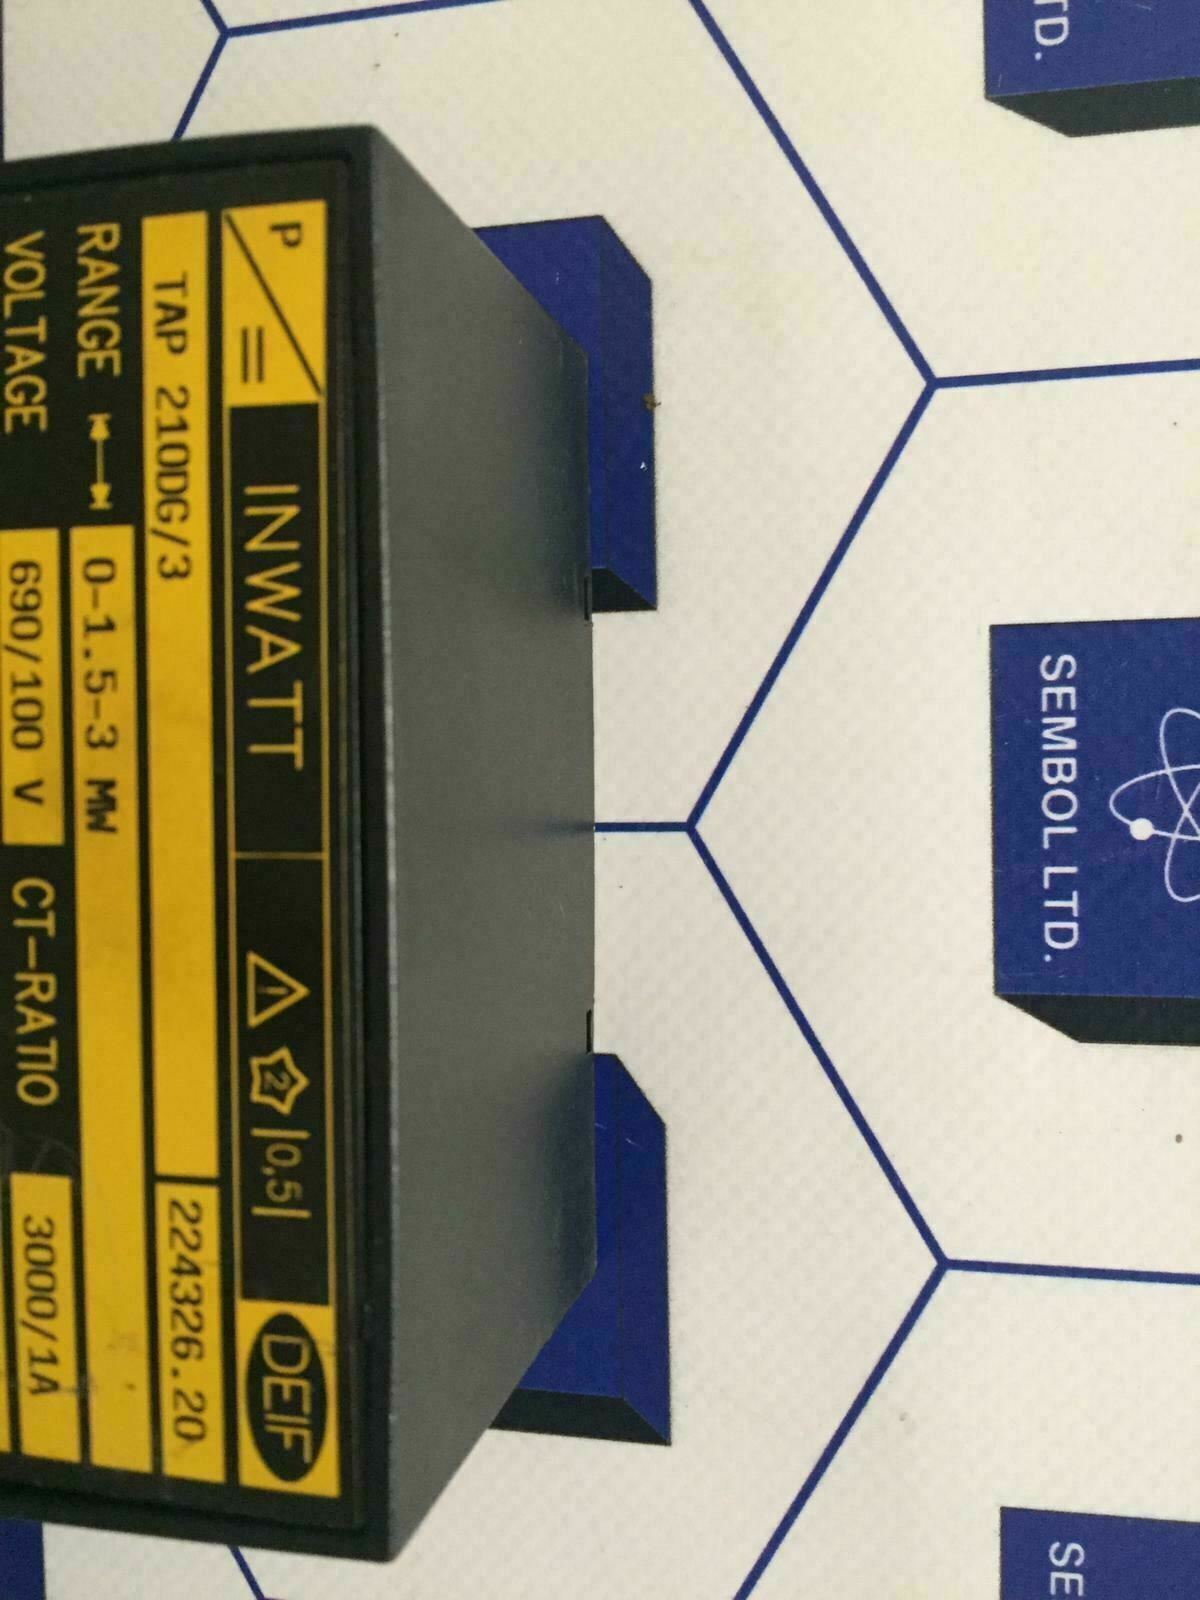 P
=
INWATT
2
0,5
DEIF
TAP 210DG/3
224326.20
RANGE
0-1.5-3 MW
VOLTAGE
690/100 V
CT-RATIO
3000/1A
TD.
SEMBOL LTD.
SE